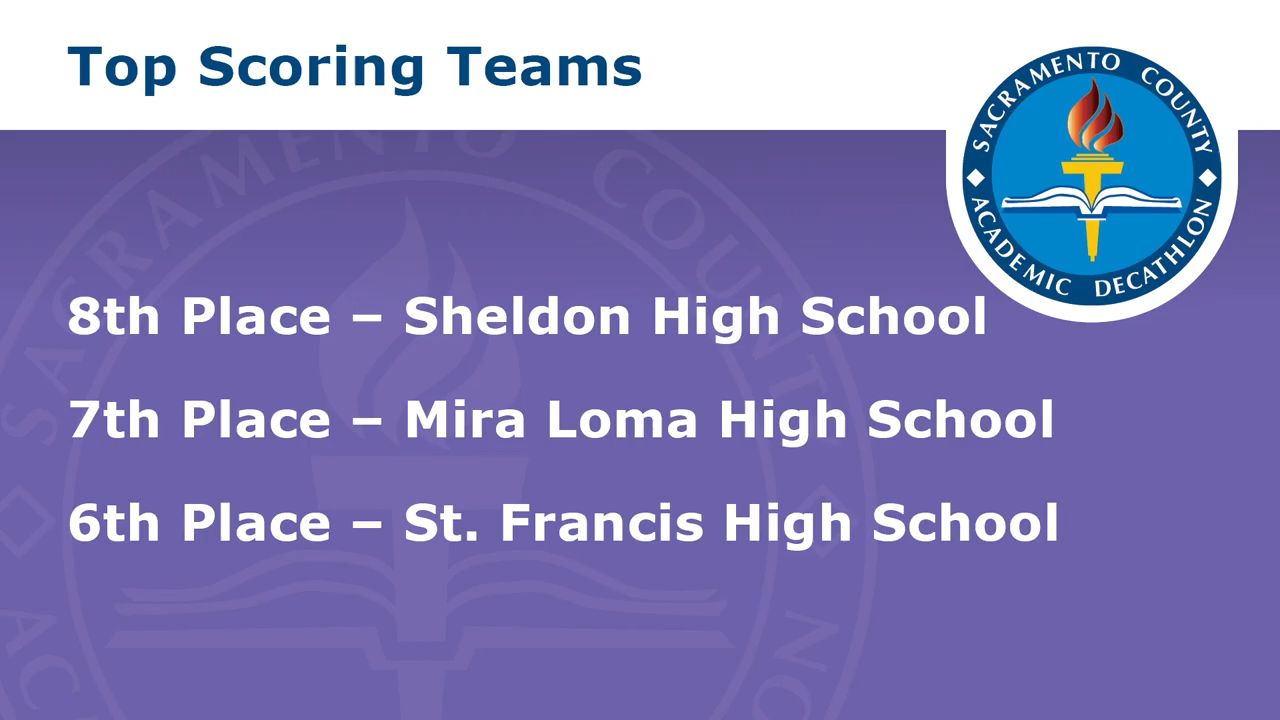 Top Scoring Teams
SACRAMENTO COUNTY
ACADEMIC DECATHLON
8th Place – Sheldon High School
7th Place – Mira Loma High School
6th Place – St. Francis High School